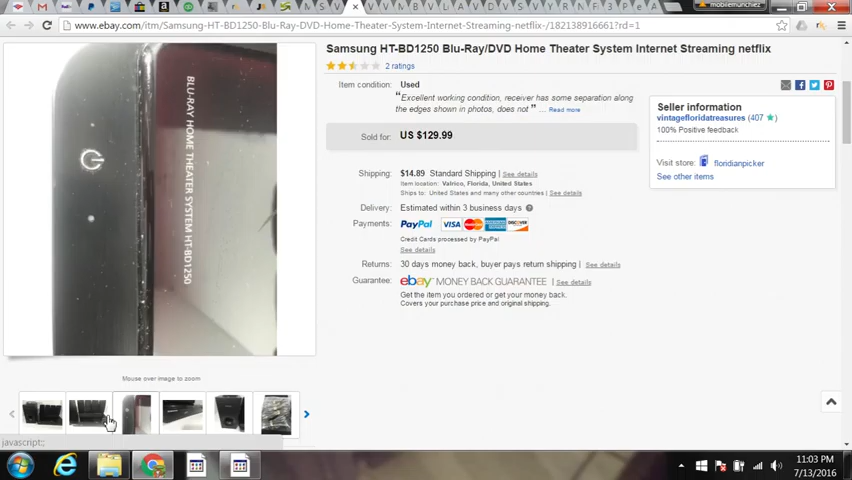 mobilemunchiez
www.ebay.com/itm/Samsung-HT-BD1250-Blu-Ray-DVD-Home-Theater-System-Internet-Streaming-netflix-/182138916661?rd=1
BLU-RAY HOME THEATER SYSTEM HT-BD1250
Mouse over image to zoom
javascript:;
Samsung HT-BD1250 Blu-Ray/DVD Home Theater System Internet Streaming netflix
2 ratings
Item condition: Used
“Excellent working condition, receiver has some separation along
the edges shown in photos, does not ” ... Read more
Sold for: US $129.99
Shipping: $14.89 Standard Shipping | See details
Item location: Valrico, Florida, United States
Ships to: United States and many other countries | See details
Delivery: Estimated within 3 business days
Payments: PayPal VISA MasterCard AMERICAN EXPRESS DISCOVER
Credit Cards processed by PayPal
See details
Returns: 30 days money back, buyer pays return shipping | See details
Guarantee: ebay MONEY BACK GUARANTEE | See details
Get the item you ordered or get your money back.
Covers your purchase price and original shipping.
Seller information
vintagefloridatreasures (407 )
100% Positive feedback
Visit store: floridianpicker
See other items
11:03 PM
7/13/2016